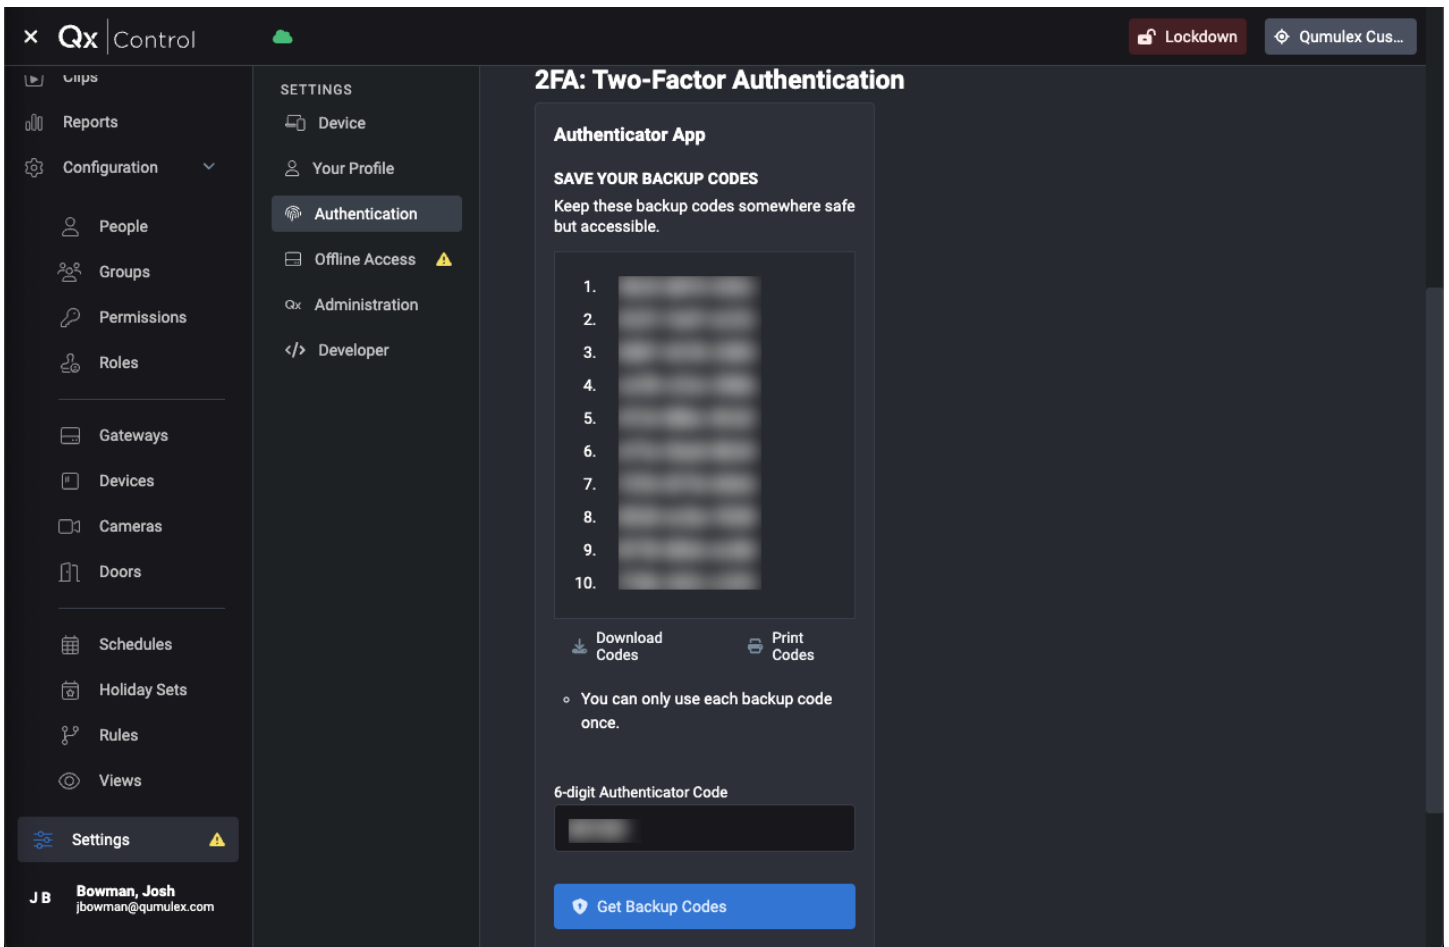 Qx Control
Lockdown
Qumulex Cus...
Clips
Reports
Configuration
People
Groups
Permissions
Roles
Gateways
Devices
Cameras
Doors
Schedules
Holiday Sets
Rules
Views
Settings
J B
Bowman, Josh
jbowman@qumulex.com
SETTINGS
Device
Your Profile
Authentication
Offline Access
Qx Administration
</> Developer
2FA: Two-Factor Authentication
Authenticator App
SAVE YOUR BACKUP CODES
Keep these backup codes somewhere safe
but accessible.
1.
2.
3.
4.
5.
6.
7.
8.
9.
10.
Download
Codes
Print
Codes
You can only use each backup code
once.
6-digit Authenticator Code
Get Backup Codes